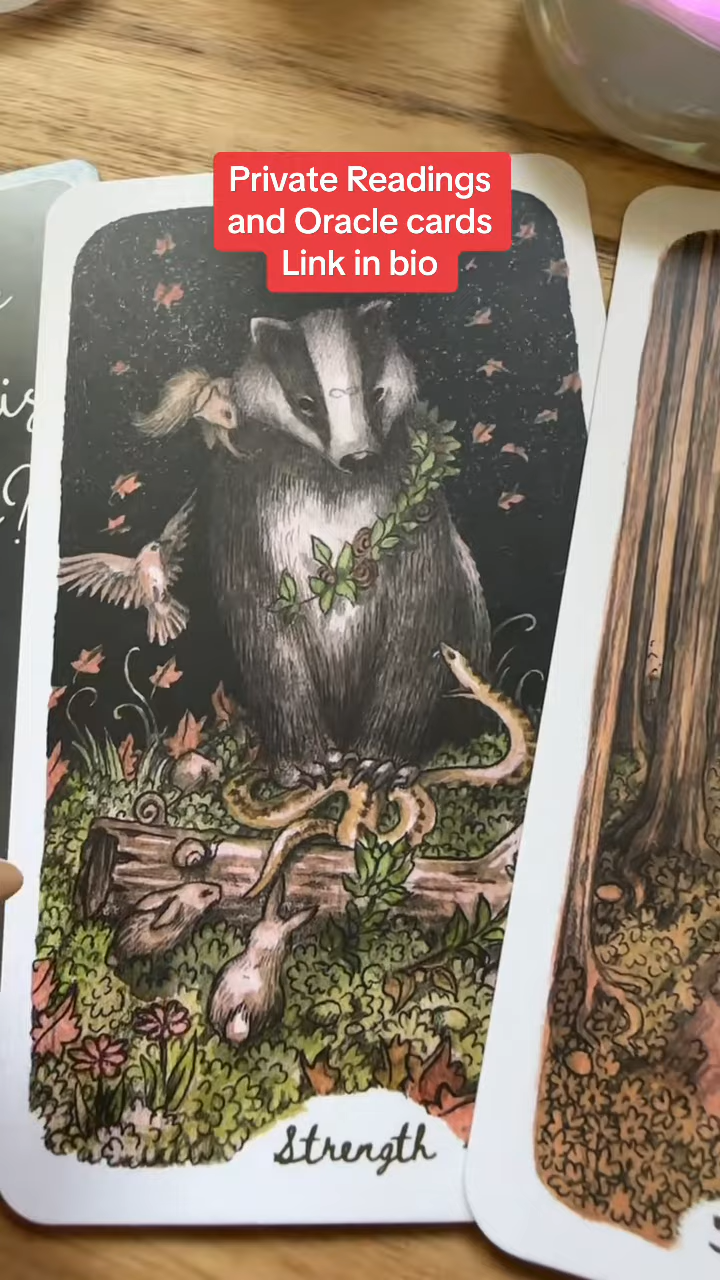 Private Readings
and Oracle cards
Link in bio
Strength